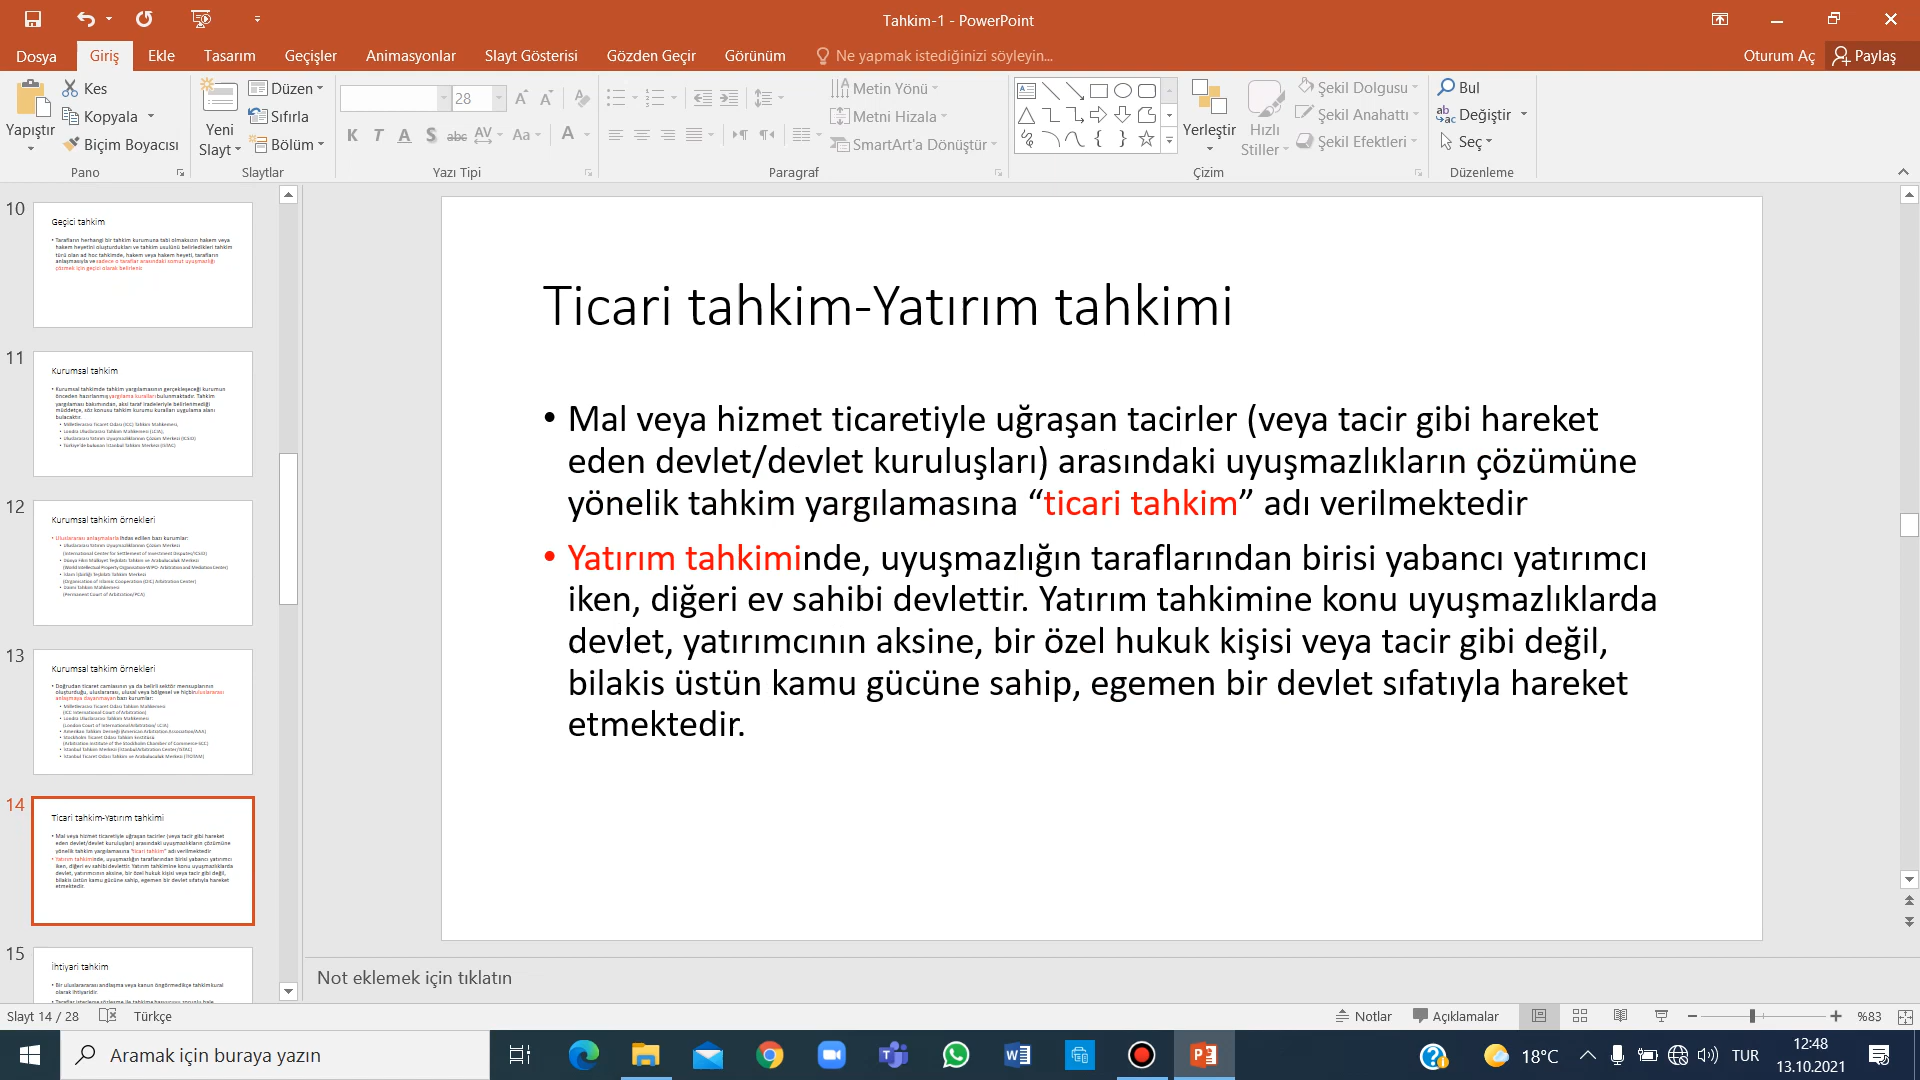 Tahkim-1 - PowerPoint
Dosya
Giriş
Ekle
Tasarım
Geçişler
Animasyonlar
Slayt Gösterisi
Gözden Geçir
Görünüm
Ne yapmak istediğinizi söyleyin...
Oturum Aç
Paylaş
Yapıştır
Kes
Kopyala
Biçim Boyacısı
Pano
Yeni
Slayt
Düzen
Sıfırla
Bölüm
Slaytlar
28
K T A S abc AV Aa A
Yazı Tipi
Metin Yönü
Metni Hizala
SmartArt'a Dönüştür
Paragraf
Yerleştir
Hızlı
Stiller
Şekil Dolgusu
Şekil Anahattı
Şekil Efektleri
Çizim
Bul
Değiştir
Seç
Düzenleme
10
Geçici tahkim
• Tarafların herhangi bir tahkim kurumuna tabi olmaksızın hakem veya
hakem heyetini oluşturdukları ve tahkim usulünü belirledikleri tahkim
türü olan ad hoc tahkimde, hakem veya hakem heyeti, tarafların
anlaşmasıyla ve sadece o taraflar arasındaki somut uyuşmazlığı
çözmek için geçici olarak belirlenir.
11
Kurumsal tahkim
• Kurumsal tahkimde tahkim yargılamasının gerçekleşeceği kurumun
önceden hazırlanmış yargılama kuralları bulunmaktadır. Tahkim
yargılaması bakımından, aksi taraf iradeleriyle belirlenmediği
müddetçe, söz konusu tahkim kurumu kuralları uygulama alanı
bulacaktır.
• Milletlerarası Ticaret Odası (ICC) Tahkim Mahkemesi,
• Londra Uluslararası Tahkim Mahkemesi (LCIA),
• Uluslararası Yatırım Uyuşmazlıklarının Çözüm Merkezi (ICSID)
• Türkiye'de bulunan İstanbul Tahkim Merkezi (ISTAC)
12
Kurumsal tahkim örnekleri
• Uluslararası anlaşmalarla ihdas edilen bazı kurumlar:
• Uluslararası Yatırım Uyuşmazlıklarının Çözüm Merkezi
(International Center for Settlement of Investment Disputes/ICSID)
• Dünya Fikri Mülkiyet Teşkilatı Tahkim ve Arabuluculuk Merkezi
(World Intellectual Property Organisation-WIPO- Arbitration and Mediation Center)
• İslam İşbirliği Teşkilatı Tahkim Merkezi
(Organisation of Islamic Cooperation (OIC) Arbitration Center)
• Daimi Tahkim Mahkemesi
(Permanent Court of Arbitration/PCA)
13
Kurumsal tahkim örnekleri
• Doğrudan ticaret camiasının ya da belirli sektör mensuplarının
oluşturduğu, uluslararası, ulusal veya bölgesel ve hiçbir uluslararası
anlaşmaya dayanmayan bazı kurumlar:
• Milletlerarası Ticaret Odası Tahkim Mahkemesi
(ICC International Court of Arbitration)
• Londra Uluslararası Tahkim Mahkemesi
(London Court of International Arbitration/ LCIA)
• Amerikan Tahkim Derneği (American Arbitration Association/AAA)
• Stockholm Ticaret Odası Tahkim Enstitüsü
(Arbitration Institute of the Stockholm Chamber of Commerce-SCC)
• İstanbul Tahkim Merkezi (Istanbul Arbitration Center/ISTAC)
• İstanbul Ticaret Odası Tahkim ve Arabuluculuk Merkezi (İTOTAM)
14
Ticari tahkim-Yatırım tahkimi
• Mal veya hizmet ticaretiyle uğraşan tacirler (veya tacir gibi hareket
eden devlet/devlet kuruluşları) arasındaki uyuşmazlıkların çözümüne
yönelik tahkim yargılamasına “ticari tahkim” adı verilmektedir
• Yatırım tahkiminde, uyuşmazlığın taraflarından birisi yabancı yatırımcı
iken, diğeri ev sahibi devlettir. Yatırım tahkimine konu uyuşmazlıklarda
devlet, yatırımcının aksine, bir özel hukuk kişisi veya tacir gibi değil,
bilakis üstün kamu gücüne sahip, egemen bir devlet sıfatıyla hareket
etmektedir.
15
İhtiyari tahkim
• Bir uluslararası andlaşma veya kanun öngörmedikçe tahkim kural
olarak ihtiyaridir.
Ticari tahkim-Yatırım tahkimi
• Mal veya hizmet ticaretiyle uğraşan tacirler (veya tacir gibi hareket
eden devlet/devlet kuruluşları) arasındaki uyuşmazlıkların çözümüne
yönelik tahkim yargılamasına “ticari tahkim” adı verilmektedir
• Yatırım tahkiminde, uyuşmazlığın taraflarından birisi yabancı yatırımcı
iken, diğeri ev sahibi devlettir. Yatırım tahkimine konu uyuşmazlıklarda
devlet, yatırımcının aksine, bir özel hukuk kişisi veya tacir gibi değil,
bilakis üstün kamu gücüne sahip, egemen bir devlet sıfatıyla hareket
etmektedir.
Not eklemek için tıklatın
Slayt 14 / 28
Türkçe
Notlar
Açıklamalar
%83
Aramak için buraya yazın
18°C
TUR
12:48
13.10.2021